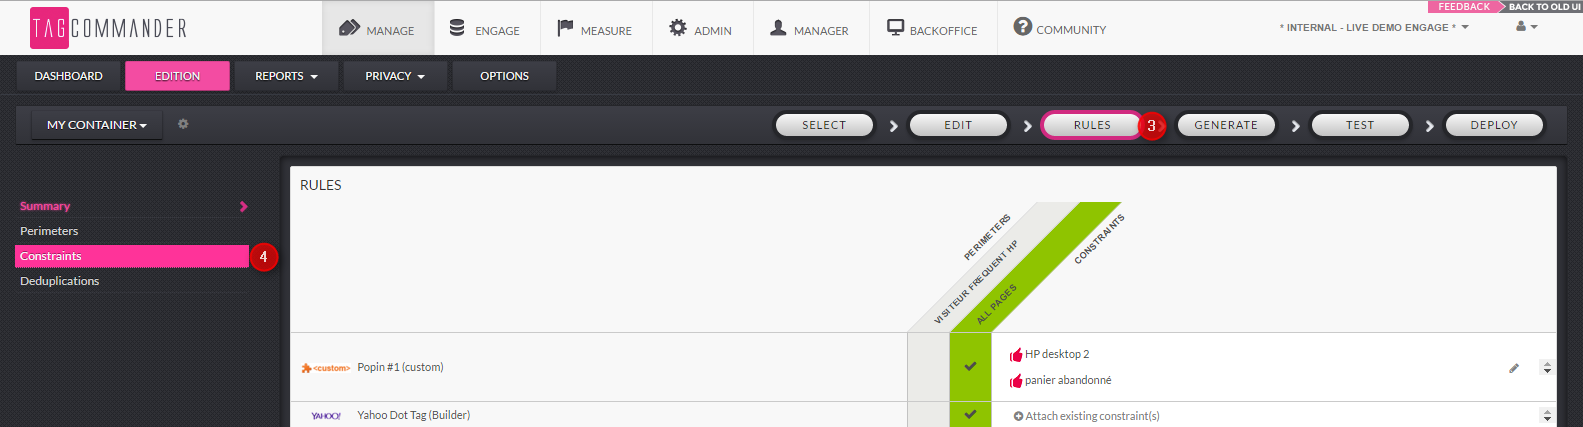 FEEDBACK BACK TO OLD UI
TAG COMMANDER MANAGE ENGAGE MEASURE ADMIN MANAGER BACKOFFICE COMMUNITY * INTERNAL - LIVE DEMO ENGAGE *
DASHBOARD EDITION REPORTS PRIVACY OPTIONS
MY CONTAINER SELECT EDIT RULES 3 GENERATE TEST DEPLOY
RULES
Summary
Perimeters
Constraints 4
Deduplications
PERIMETERS
VISITEUR FREQUENT HP
ALL PAGES
CONSTRAINTS
<custom> Popin #1 (custom)
HP desktop 2
panier abandonné
YAHOO! Yahoo Dot Tag (Builder) Attach existing constraint(s)